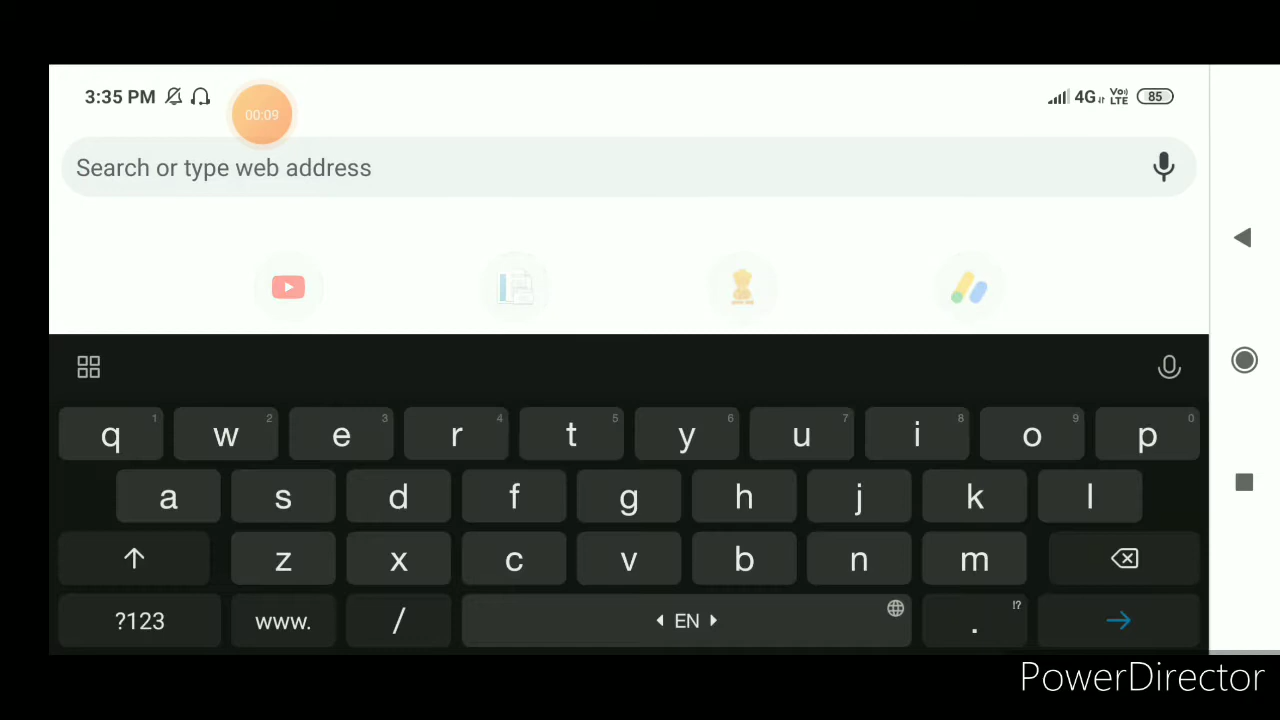 3:35 PM
00:09
4G Vo) LTE 85
Search or type web address
q 1 w 2 e 3 r 4 t 5 y 6 u 7 i 8 o 9 p 0
a s d f g h j k l
z x c v b n m
?123 www. / EN . !?
PowerDirector